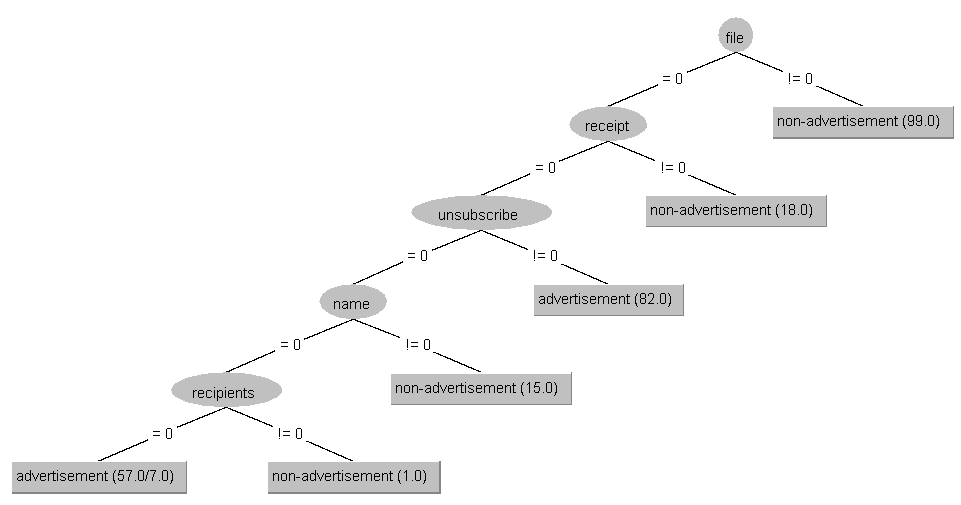 file
= 0
!= 0
receipt
non-advertisement (99.0)
= 0
!= 0
unsubscribe
non-advertisement (18.0)
= 0
!= 0
name
advertisement (82.0)
= 0
!= 0
recipients
non-advertisement (15.0)
= 0
!= 0
advertisement (57.0/7.0)
non-advertisement (1.0)